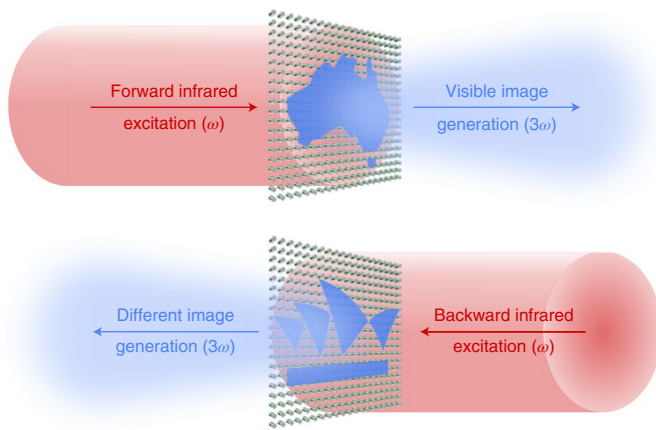 Forward infrared
excitation (ω)
Visible image
generation (3ω)
Different image
generation (3ω)
Backward infrared
excitation (ω)